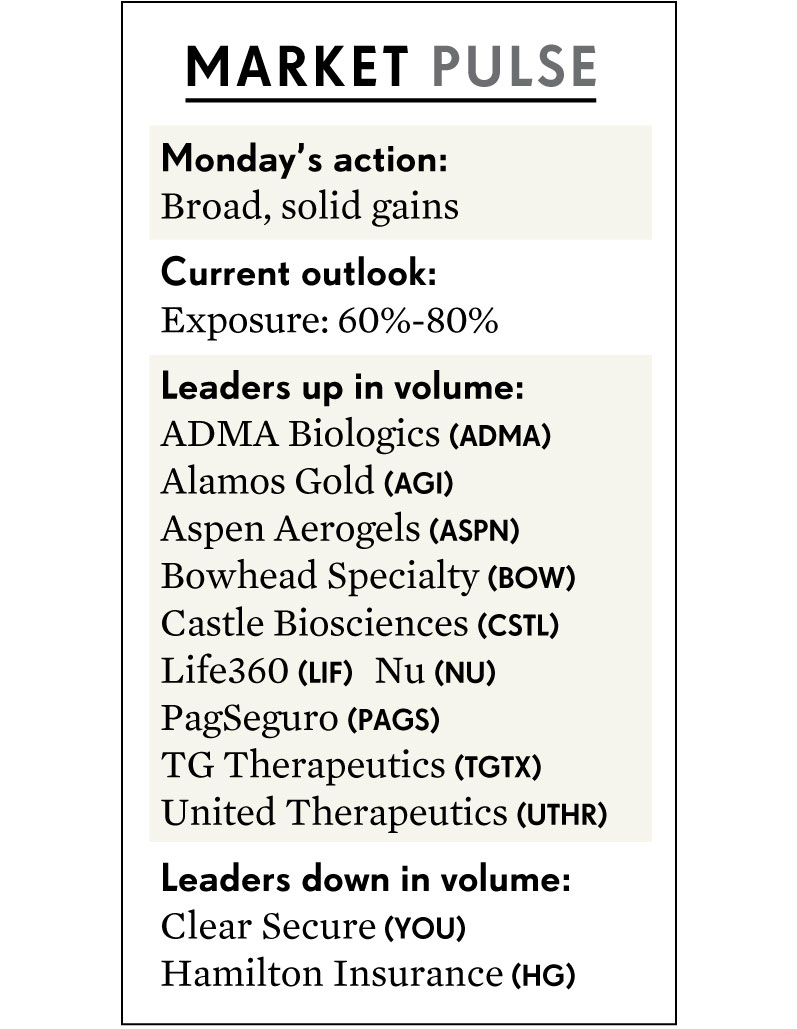 MARKET PULSE
Monday’s action:
Broad, solid gains
Current outlook:
Exposure: 60%-80%
Leaders up in volume:
ADMA Biologics (ADMA)
Alamos Gold (AGI)
Aspen Aerogels (ASPN)
Bowhead Specialty (BOW)
Castle Biosciences (CSTL)
Life360 (LIF) Nu (NU)
PagSeguro (PAGS)
TG Therapeutics (TGTX)
United Therapeutics (UTHR)
Leaders down in volume:
Clear Secure (YOU)
Hamilton Insurance (HG)